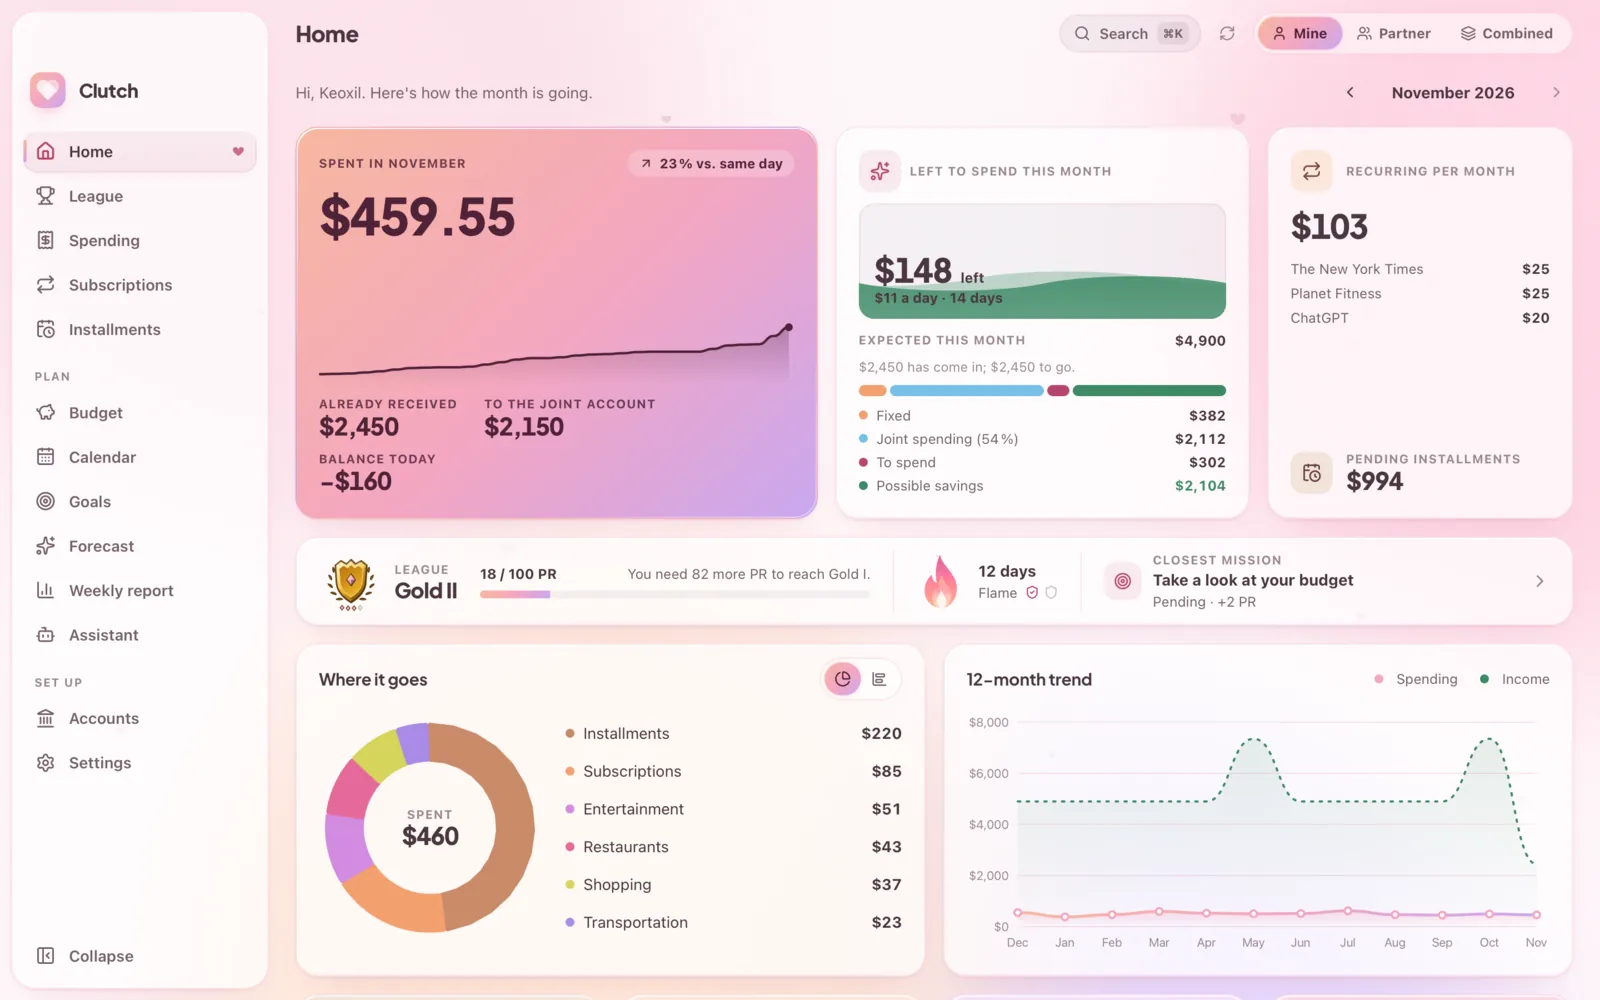 Clutch
Home
League
Spending
Subscriptions
Installments
PLAN
Budget
Calendar
Goals
Forecast
Weekly report
Assistant
SET UP
Accounts
Settings
Collapse
Home
Search ⌘K
Mine
Partner
Combined
Hi, Keoxil. Here's how the month is going.
November 2026
SPENT IN NOVEMBER
23% vs. same day
$459.55
ALREADY RECEIVED
$2,450
TO THE JOINT ACCOUNT
$2,150
BALANCE TODAY
−$160
LEFT TO SPEND THIS MONTH
$148 left
$11 a day · 14 days
EXPECTED THIS MONTH $4,900
$2,450 has come in; $2,450 to go.
Fixed $382
Joint spending (54%) $2,112
To spend $302
Possible savings $2,104
RECURRING PER MONTH
$103
The New York Times $25
Planet Fitness $25
ChatGPT $20
PENDING INSTALLMENTS
$994
LEAGUE
Gold II
18 / 100 PR
You need 82 more PR to reach Gold I.
12 days
Flame
CLOSEST MISSION
Take a look at your budget
Pending · +2 PR
Where it goes
SPENT
$460
Installments $220
Subscriptions $85
Entertainment $51
Restaurants $43
Shopping $37
Transportation $23
12-month trend
Spending
Income
$8,000
$6,000
$4,000
$2,000
$0
Dec Jan Feb Mar Apr May Jun Jul Aug Sep Oct Nov